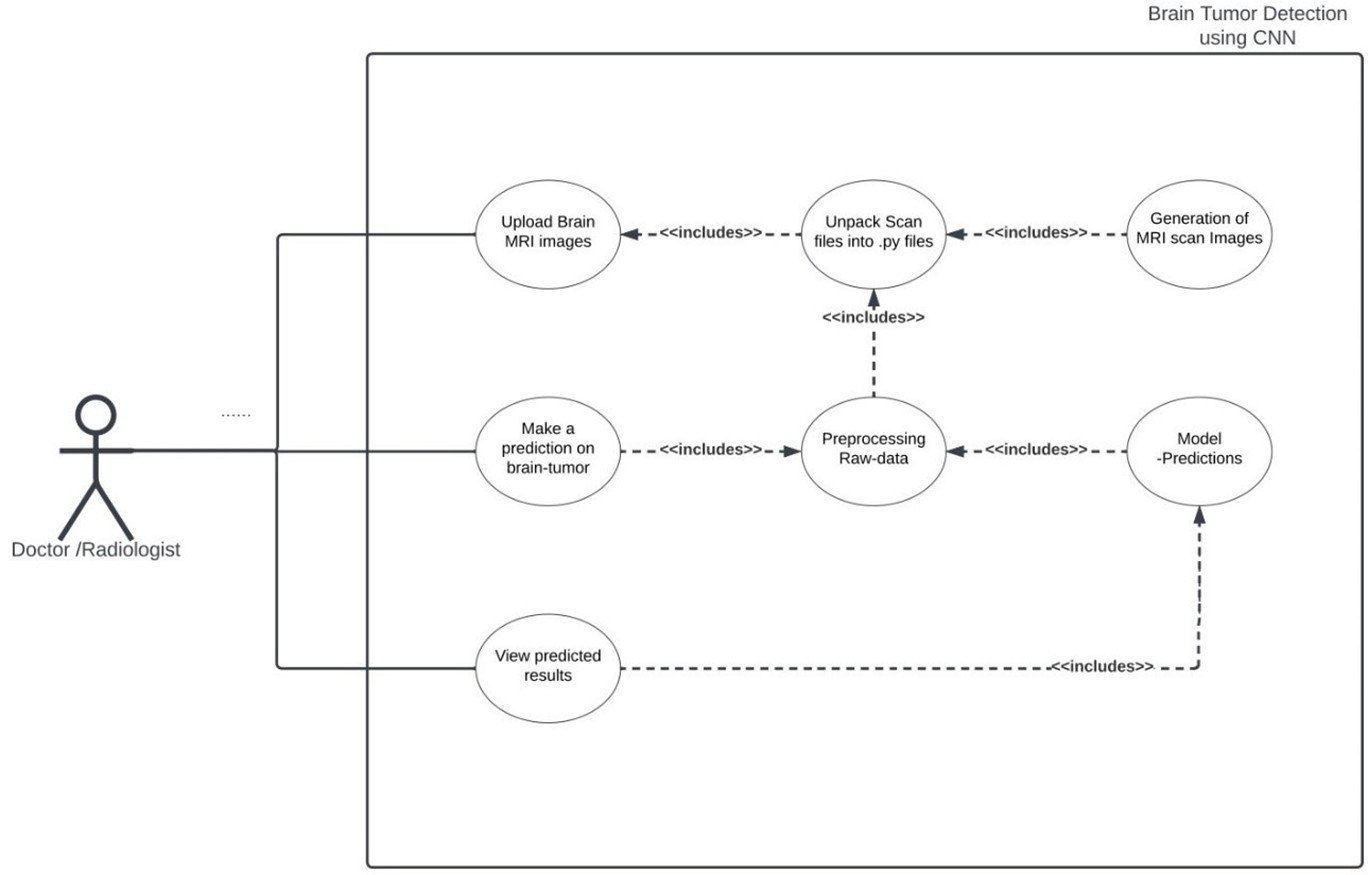 Brain Tumor Detection
using CNN
Upload Brain
MRI images
<<includes>>
Unpack Scan
files into .py files
<<includes>>
Generation of
MRI scan Images
<<includes>>
......
Doctor /Radiologist
Make a
prediction on
brain-tumor
<<includes>>
Preprocessing
Raw-data
<<includes>>
Model
-Predictions
View predicted
results
<<includes>>